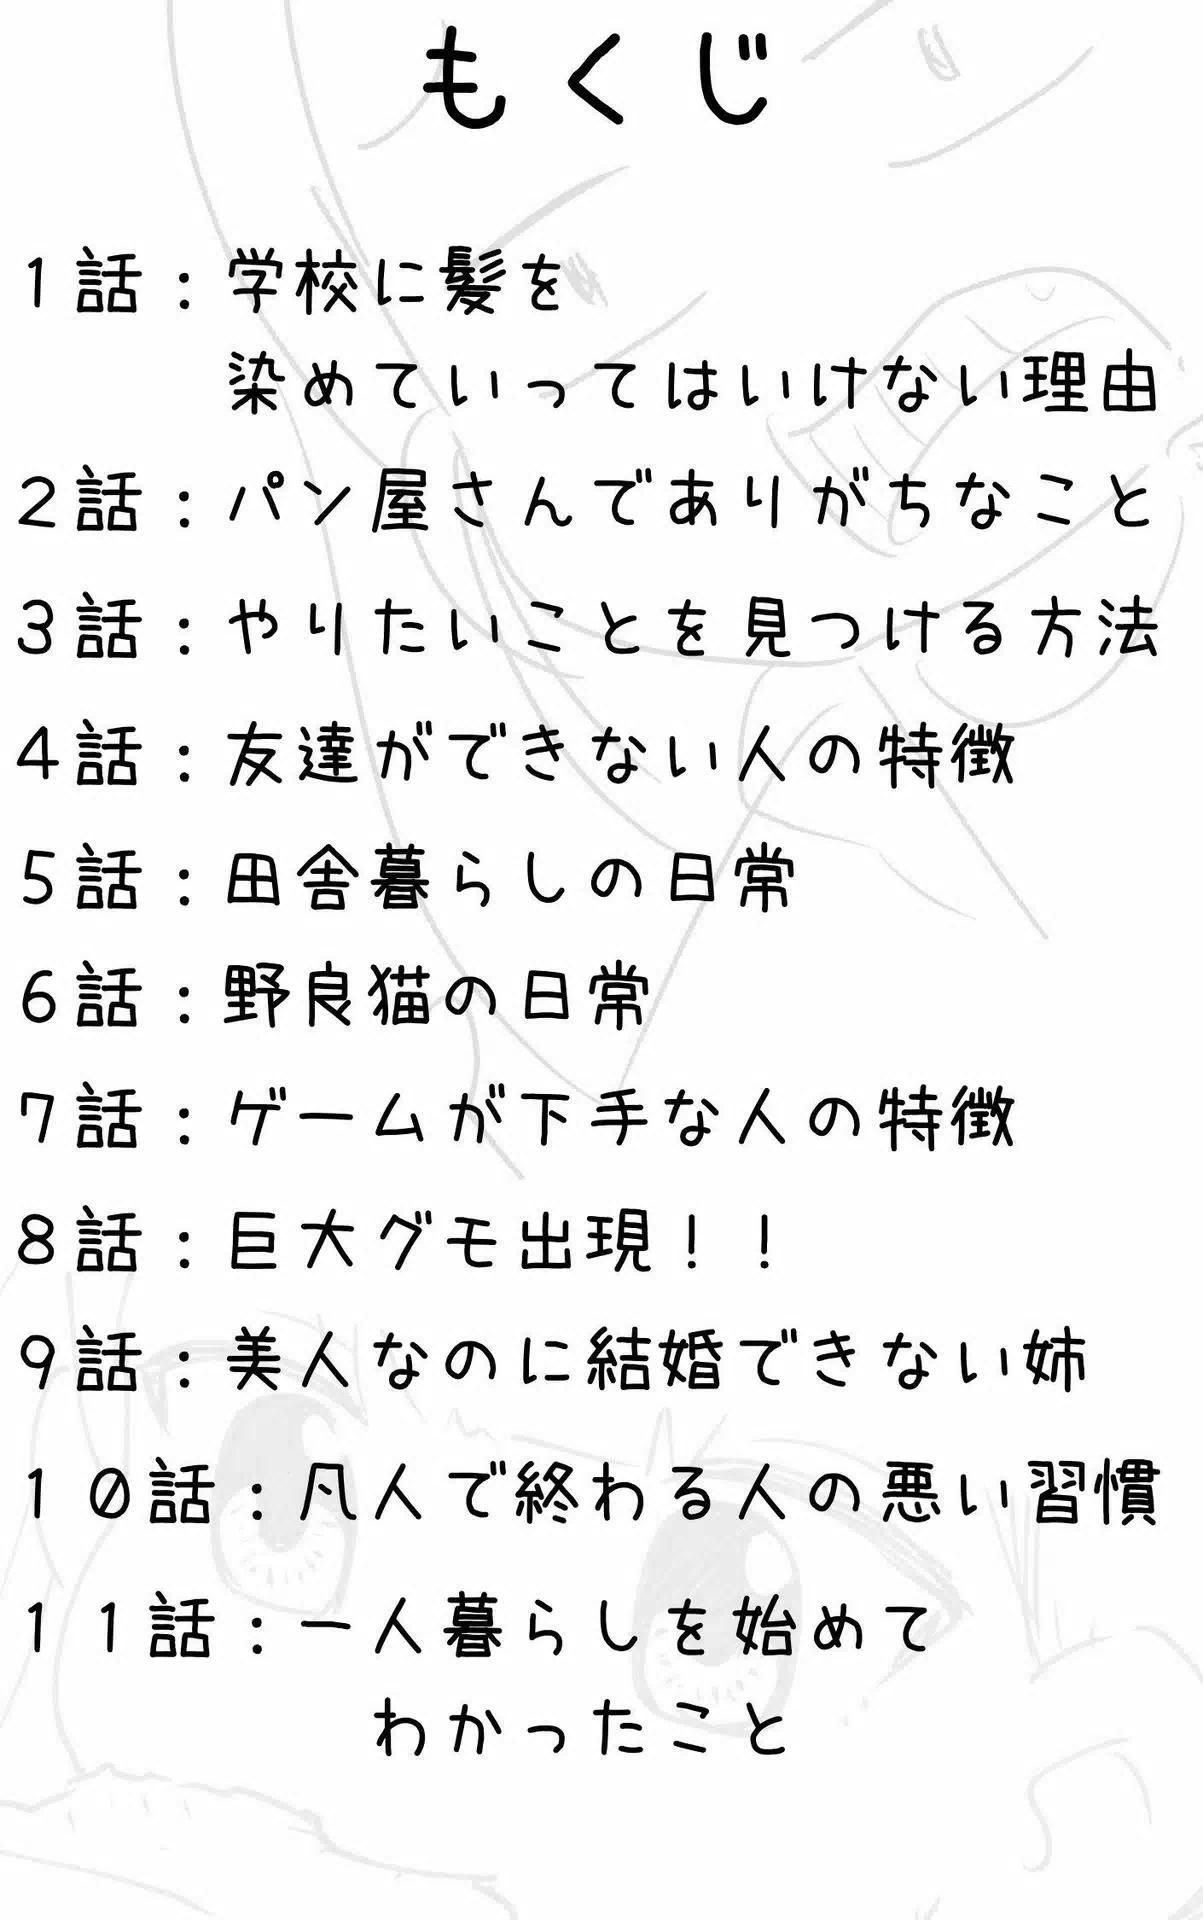 もくじ
1話：学校に髪を
染めていってはいけない理由
2話：パン屋さんでありがちなこと
3話：やりたいことを見つける方法
4話：友達ができない人の特徴
5話：田舎暮らしの日常
6話：野良猫の日常
7話：ゲームが下手な人の特徴
8話：巨大グモ出現！！
9話：美人なのに結婚できない姉
10話：凡人で終わる人の悪い習慣
11話：一人暮らしを始めて
わかったこと